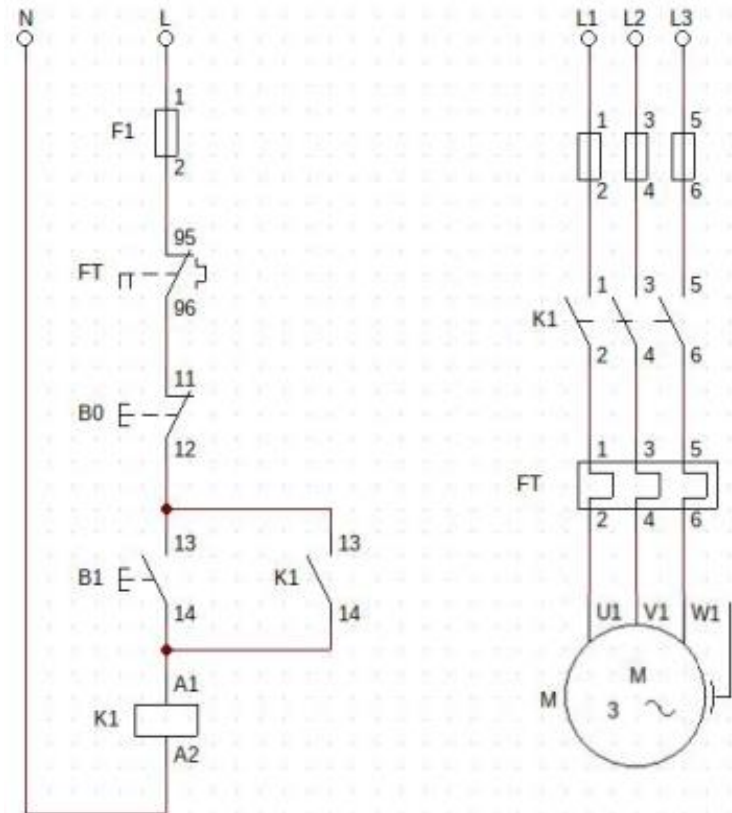 N L L1 L2 L3
1 1 3 5
F1
2 2 4 6
95
FT
96
1 3 5
K1
2 4 6
11
B0
12
1 3 5
FT
2 4 6
13 13
B1 K1
14 14
U1 V1 W1
A1 M
K1 M 3
A2